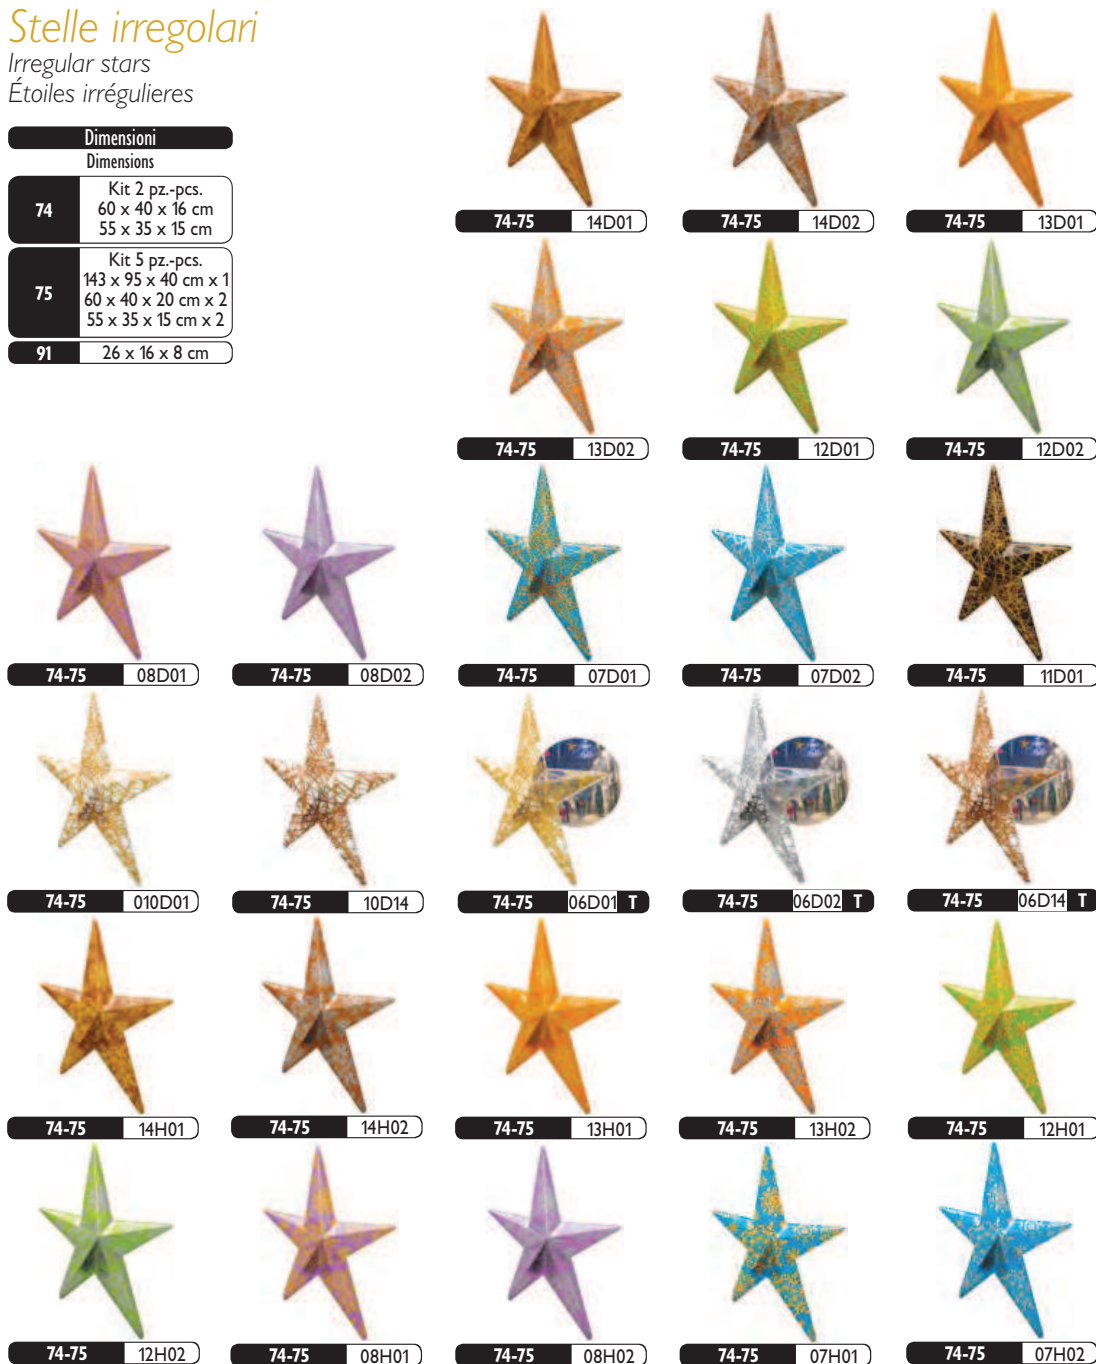 Stelle irregolari
Irregular stars
Étoiles irrégulieres
Dimensioni
Dimensions
74
Kit 2 pz.-pcs.
60 x 40 x 16 cm
55 x 35 x 15 cm
75
Kit 5 pz.-pcs.
143 x 95 x 40 cm x 1
60 x 40 x 20 cm x 2
55 x 35 x 15 cm x 2
91 26 x 16 x 8 cm
74-75 14D01
74-75 14D02
74-75 13D01
74-75 13D02
74-75 12D01
74-75 12D02
74-75 08D01
74-75 08D02
74-75 07D01
74-75 07D02
74-75 11D01
74-75 010D01
74-75 10D14
74-75 06D01 T
74-75 06D02 T
74-75 06D14 T
74-75 14H01
74-75 14H02
74-75 13H01
74-75 13H02
74-75 12H01
74-75 12H02
74-75 08H01
74-75 08H02
74-75 07H01
74-75 07H02